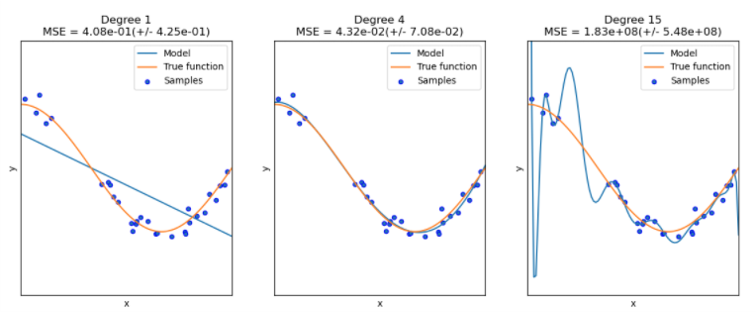 Degree 1
MSE = 4.08e-01(+/- 4.25e-01)
Model
True function
Samples
y
x
Degree 4
MSE = 4.32e-02(+/- 7.08e-02)
Model
True function
Samples
y
x
Degree 15
MSE = 1.83e+08(+/- 5.48e+08)
Model
True function
Samples
y
x